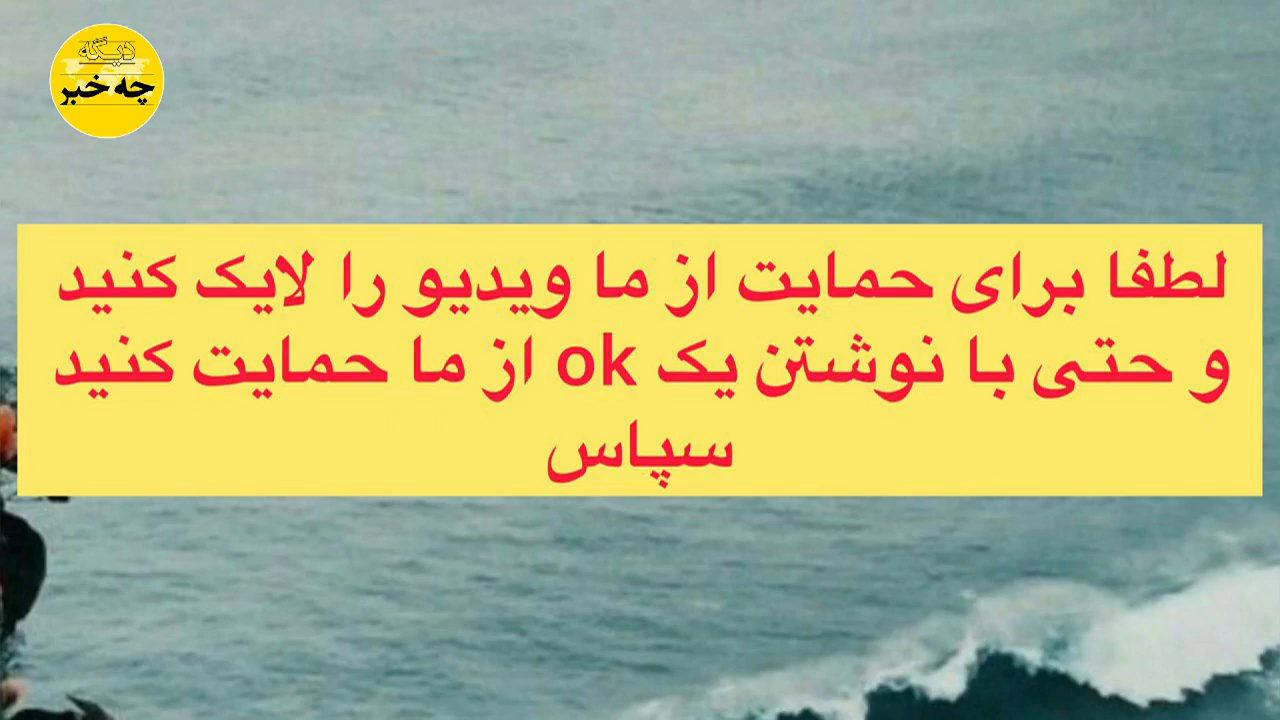 دیگه
چه خبر
لطفا برای حمایت از ما ویدیو را لایک کنید
و حتی با نوشتن یک ok از ما حمایت کنید
سپاس